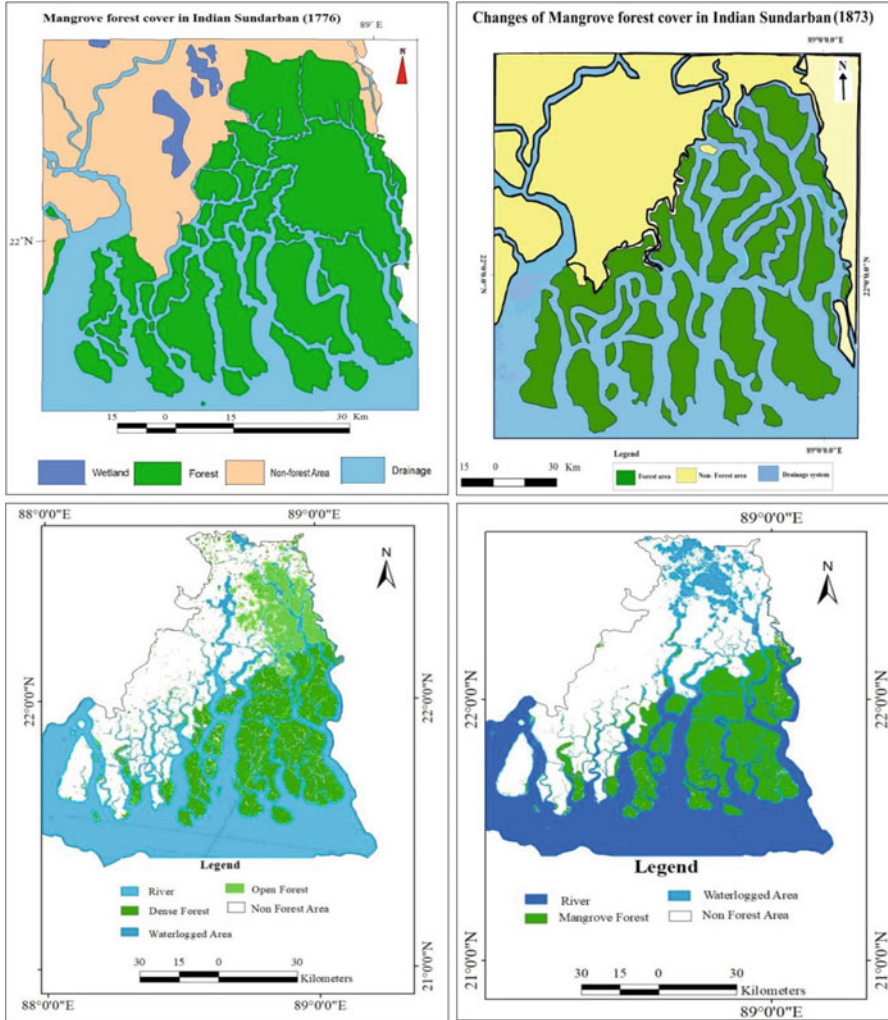 Mangrove forest cover in Indian Sundarban (1776)
89°E
N
22°N
15 0 15 30 Km
Wetland Forest Non-forest Area Drainage
Changes of Mangrove forest cover in Indian Sundarban (1873)
89°0'0.0"E
N
22°0'0.0"N 22°0'0.0"N
89°0'0.0"E
Legend
15 0 30
Km
Forest area Non- Forest area Drainage system
88°0'0"E 89°0'0"E
N
22°0'0"N 22°0'0"N
Legend
River Open Forest
Dense Forest Non Forest Area
Waterlogged Area
30 15 0 30
Kilometers
21°0'0"N 21°0'0"N
88°0'0"E 89°0'0"E
89°0'0"E
N
22°0'0"N 22°0'0"N
Legend
River Waterlogged Area
Mangrove Forest Non Forest Area
30 15 0 30
Kilometers
21°0'0"N 21°0'0"N
89°0'0"E